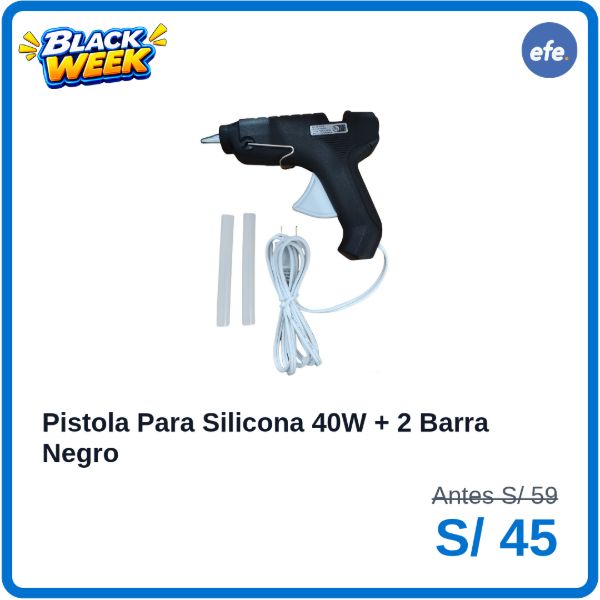 BLACK
WEEK
efe.
Pistola Para Silicona 40W + 2 Barra
Negro
Antes S/ 59
S/ 45